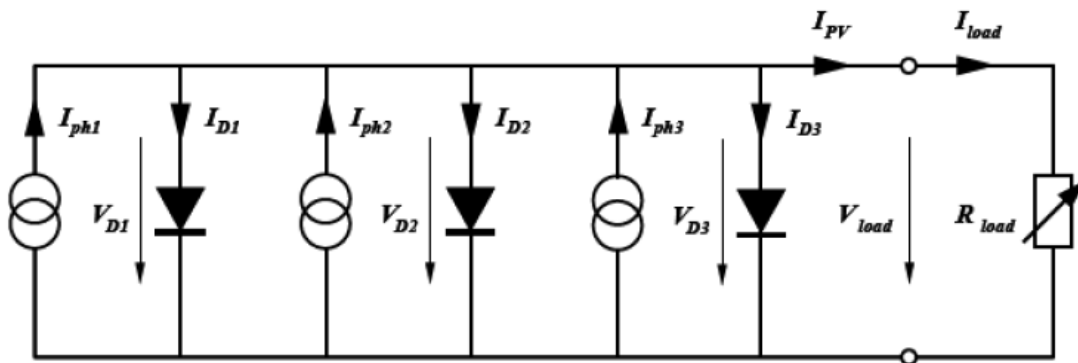 I_PV I_load
I_ph1 I_D1 I_ph2 I_D2 I_ph3 I_D3
V_D1 V_D2 V_D3 V_load R_load